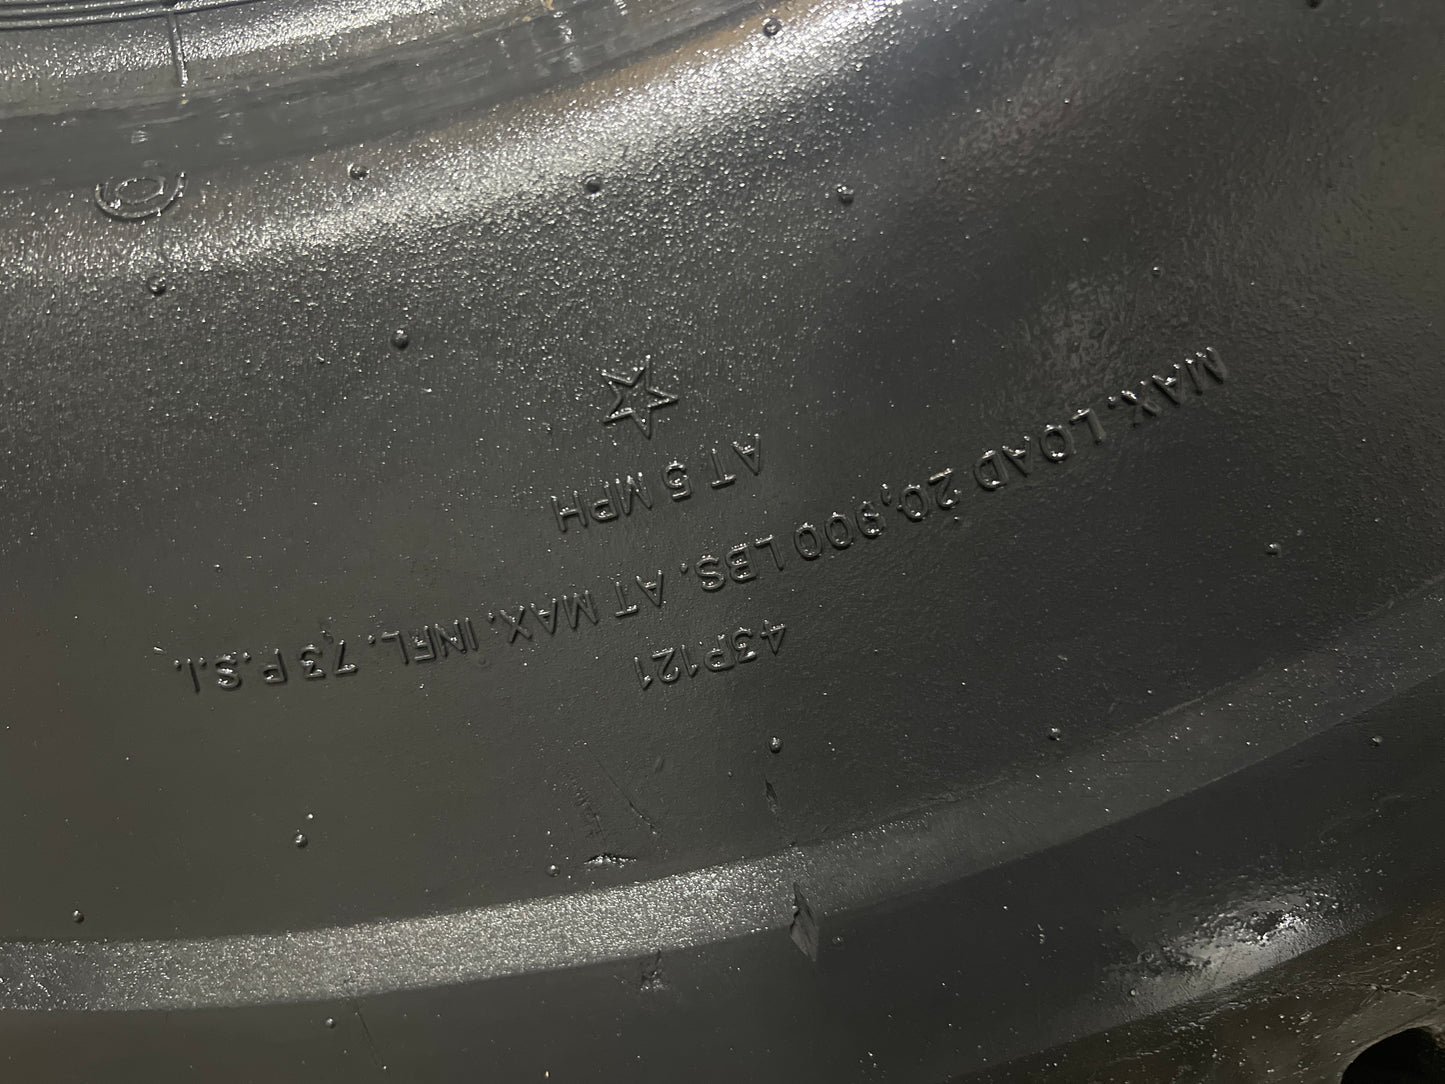 43P121
MAX. LOAD 20,900 LBS. AT MAX. INFL. 73 P.S.I.
AT 5 MPH